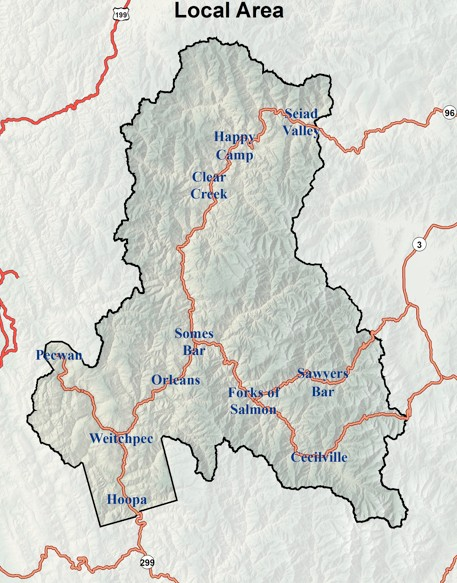 Local Area
199
96
Seiad
Valley
Happy
Camp
Clear
Creek
3
Somes
Bar
Pecwan
Orleans
Sawyers
Bar
Forks of
Salmon
Weitchpec
Cecilville
Hoopa
299